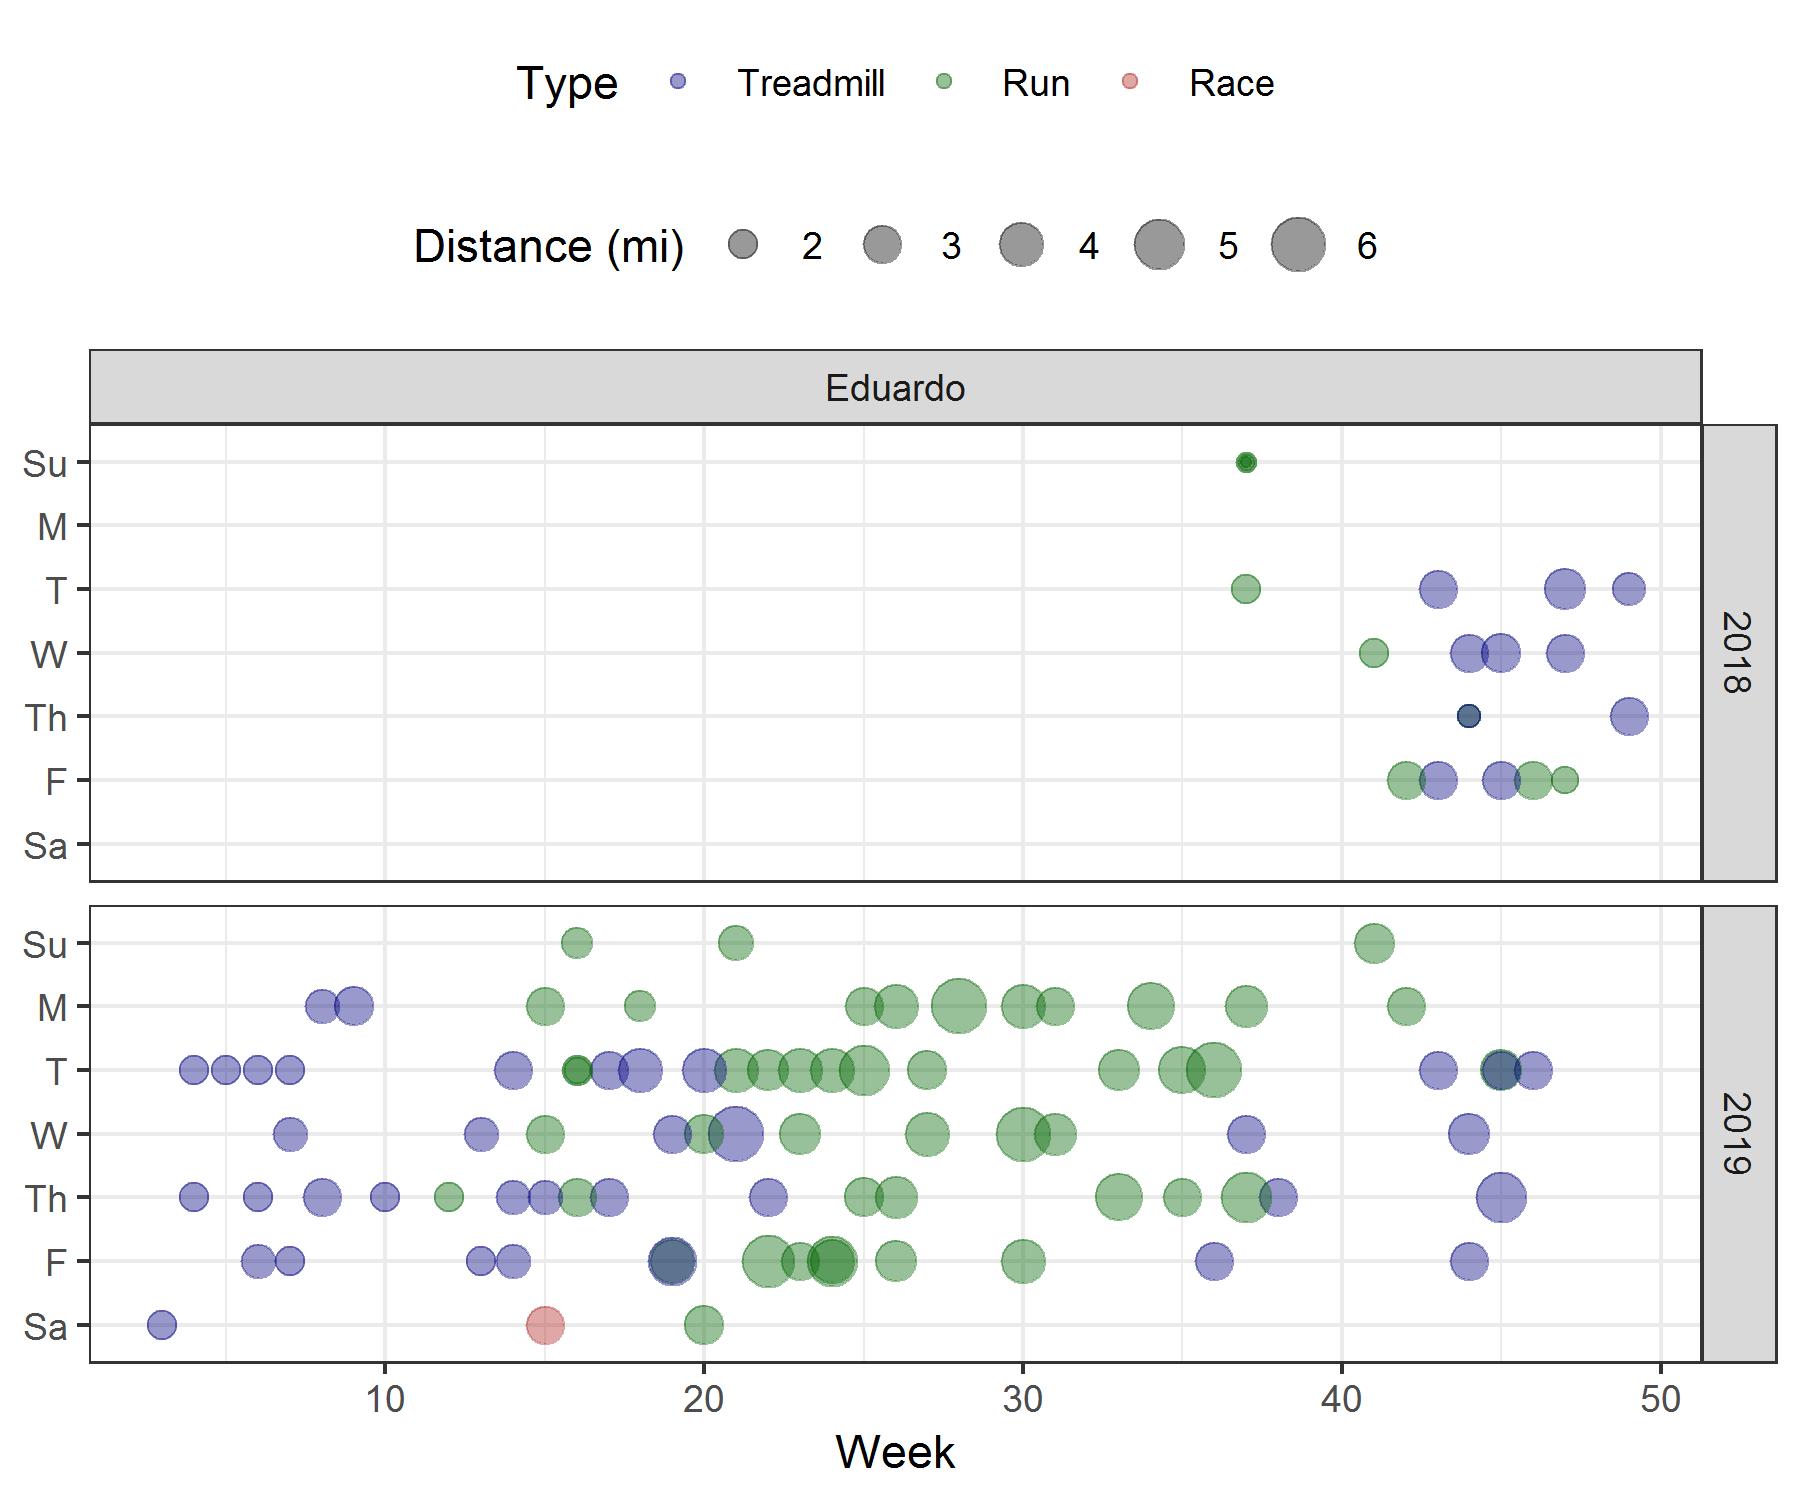 Type Treadmill Run Race
Distance (mi) 2 3 4 5 6
Eduardo
Su
M
T
W
Th
F
Sa
2018
Su
M
T
W
Th
F
Sa
2019
10 20 30 40 50
Week